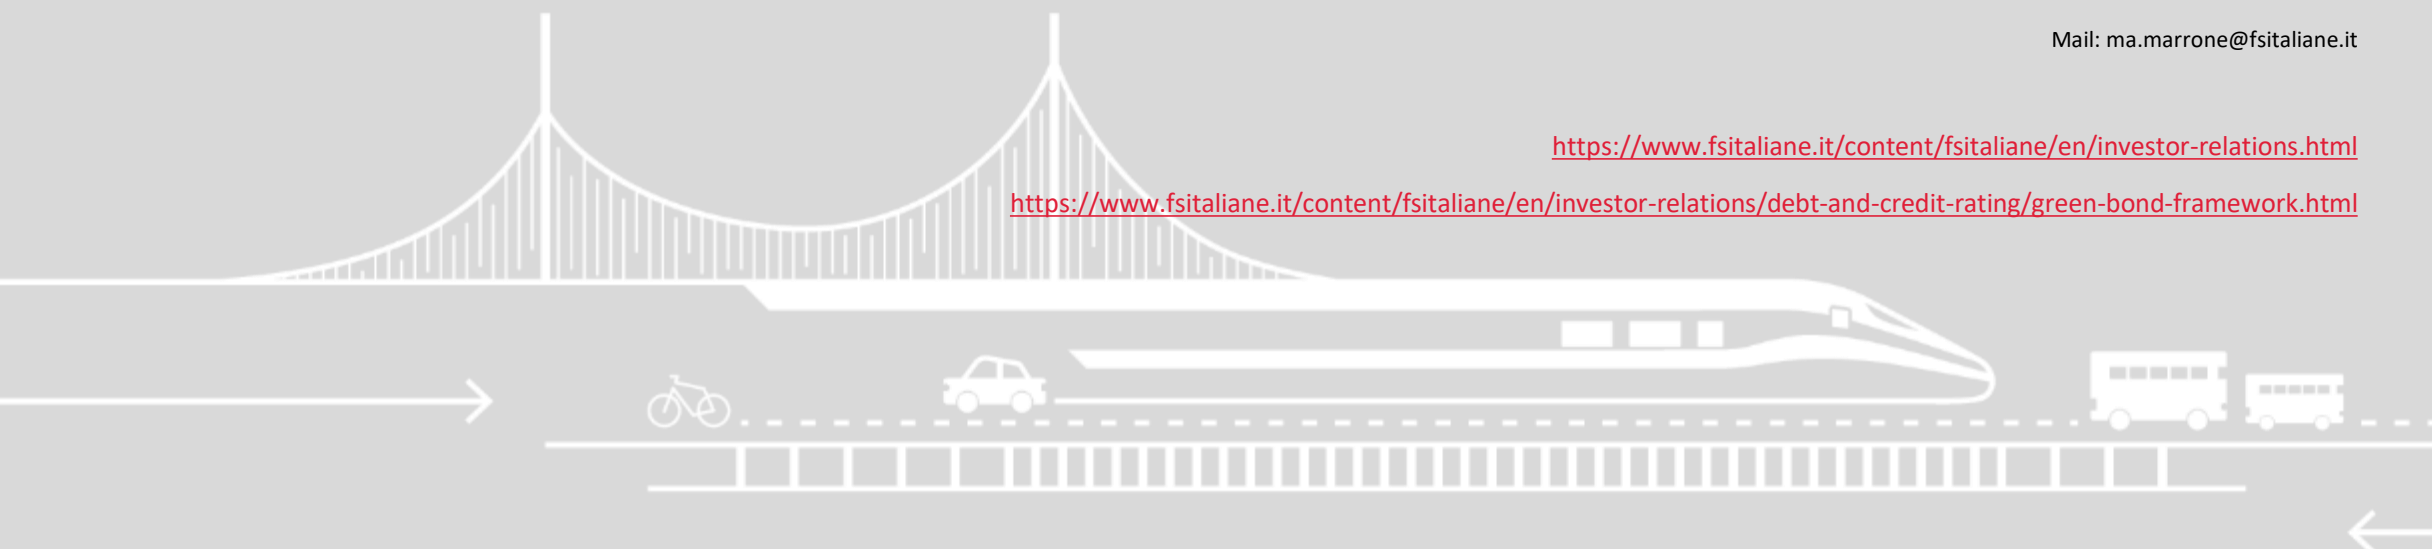 Mail: ma.marrone@fsitaliane.it
https://www.fsitaliane.it/content/fsitaliane/en/investor-relations.html
https://www.fsitaliane.it/content/fsitaliane/en/investor-relations/debt-and-credit-rating/green-bond-framework.html